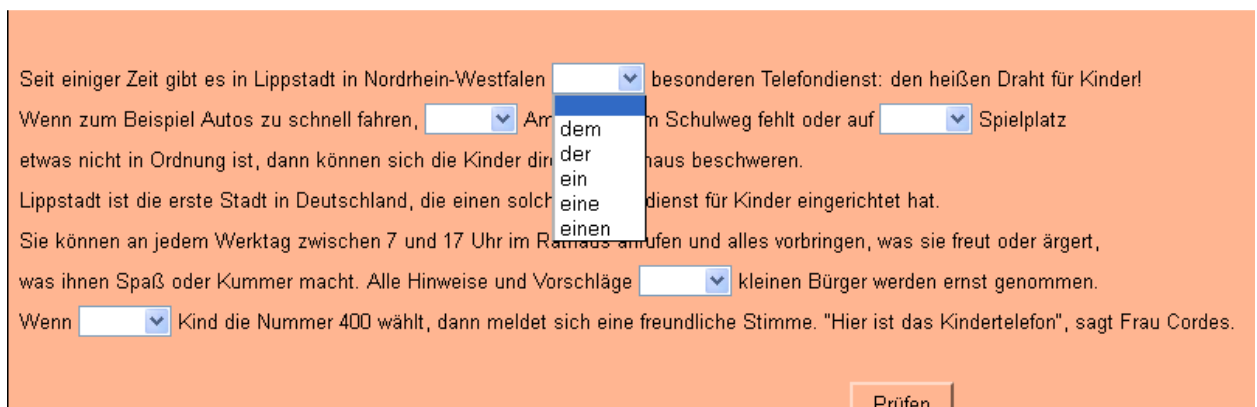 Seit einiger Zeit gibt es in Lippstadt in Nordrhein-Westfalen besonderen Telefondienst: den heißen Draht für Kinder!
Wenn zum Beispiel Autos zu schnell fahren, Schulweg fehlt oder auf Spielplatz
dem
der
ein
eine
einen
etwas nicht in Ordnung ist, dann können sich die Kinder beschweren.
Lippstadt ist die erste Stadt in Deutschland, die einen für Kinder eingerichtet hat.
Sie können an jedem Werktag zwischen 7 und 17 Uhr im Rathaus anrufen und alles vorbringen, was sie freut oder ärgert,
was ihnen Spaß oder Kummer macht. Alle Hinweise und Vorschläge kleinen Bürger werden ernst genommen.
Wenn Kind die Nummer 400 wählt, dann meldet sich eine freundliche Stimme. "Hier ist das Kindertelefon", sagt Frau Cordes.
Prüfen